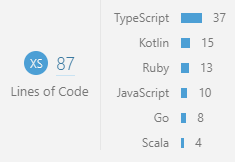 XS 87
Lines of Code
TypeScript 37
Kotlin 15
Ruby 13
JavaScript 10
Go 8
Scala 4